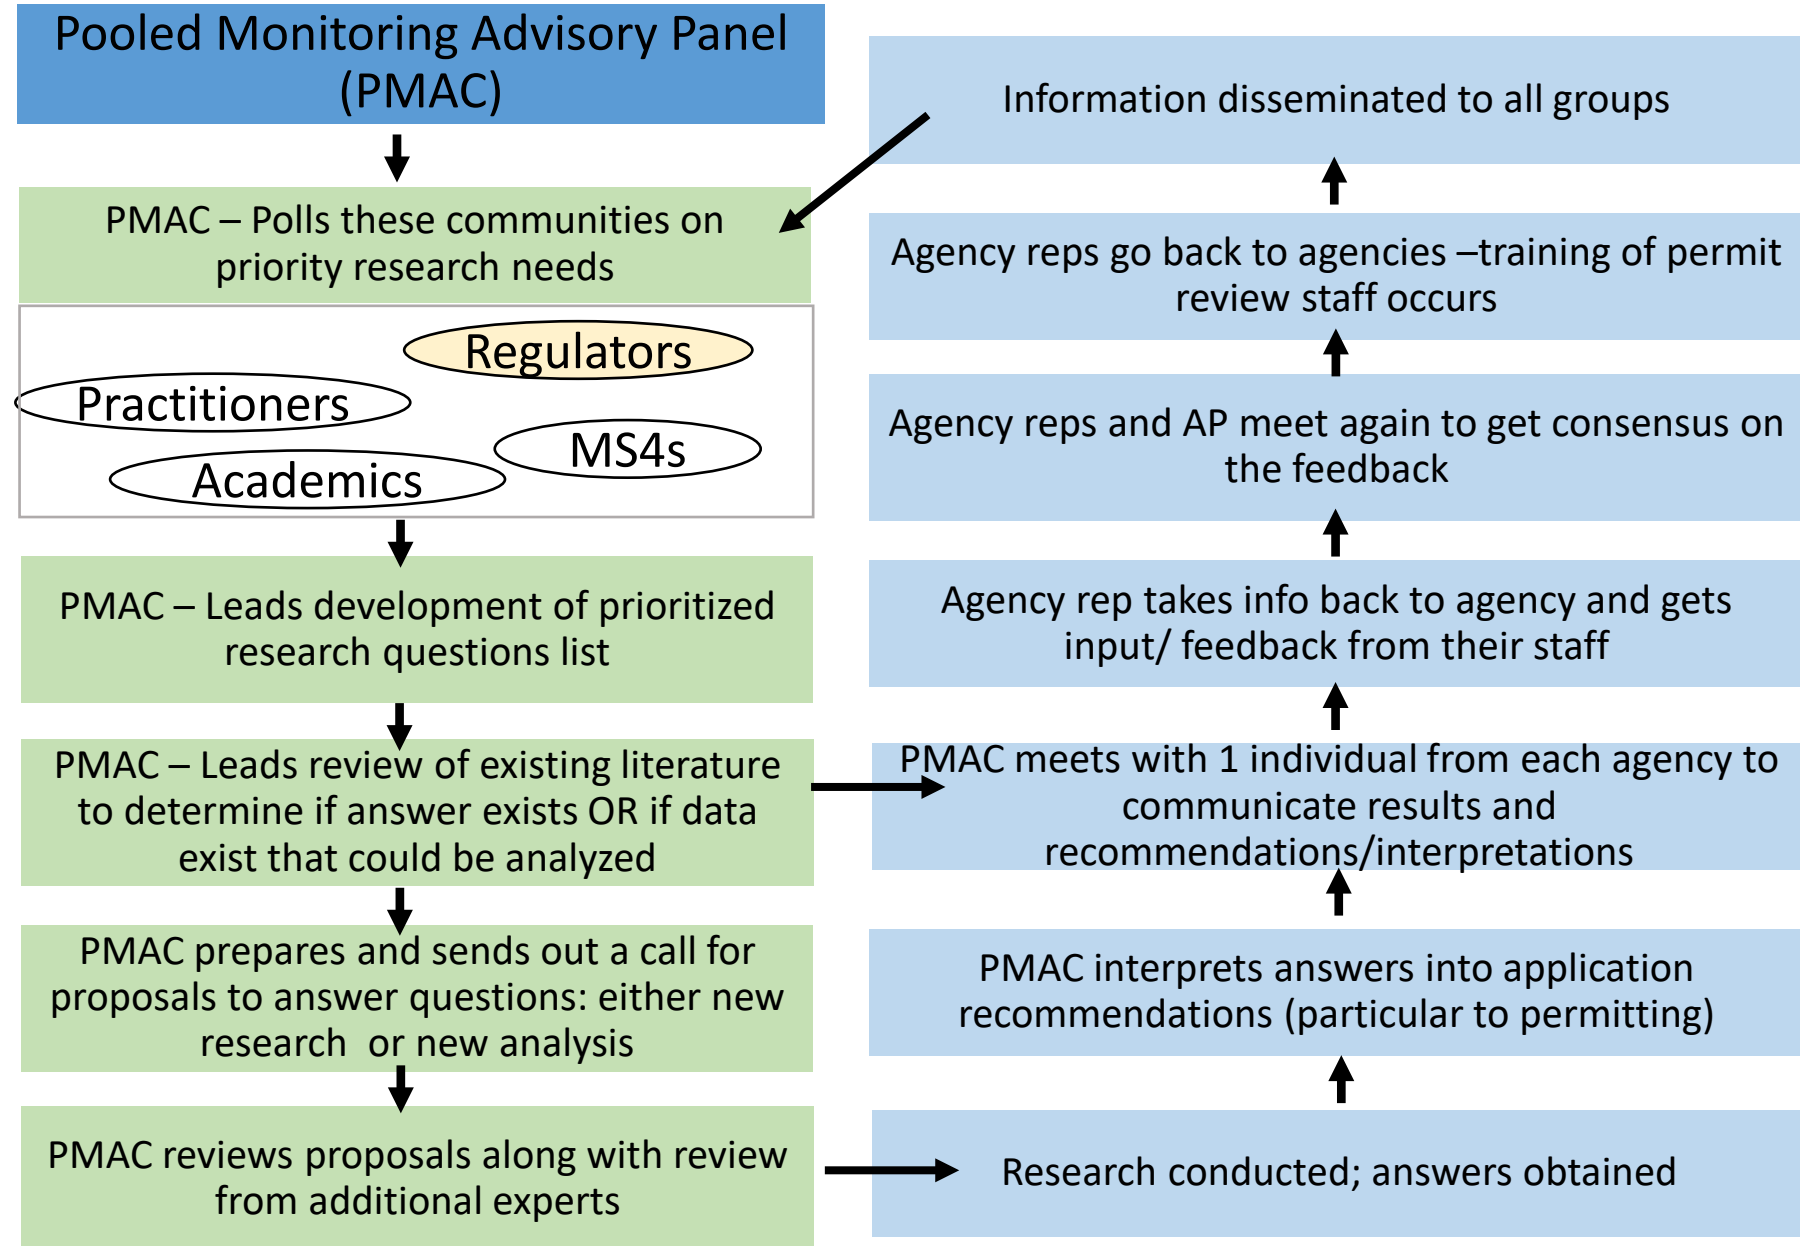 Pooled Monitoring Advisory Panel
(PMAC)
PMAC – Polls these communities on
priority research needs
Regulators
Practitioners
MS4s
Academics
PMAC – Leads development of prioritized
research questions list
PMAC – Leads review of existing literature
to determine if answer exists OR if data
exist that could be analyzed
PMAC prepares and sends out a call for
proposals to answer questions: either new
research  or new analysis
PMAC reviews proposals along with review
from additional experts
Information disseminated to all groups
Agency reps go back to agencies –training of permit
review staff occurs
Agency reps and AP meet again to get consensus on
the feedback
Agency rep takes info back to agency and gets
input/ feedback from their staff
PMAC meets with 1 individual from each agency to
communicate results and
recommendations/interpretations
PMAC interprets answers into application
recommendations (particular to permitting)
Research conducted; answers obtained